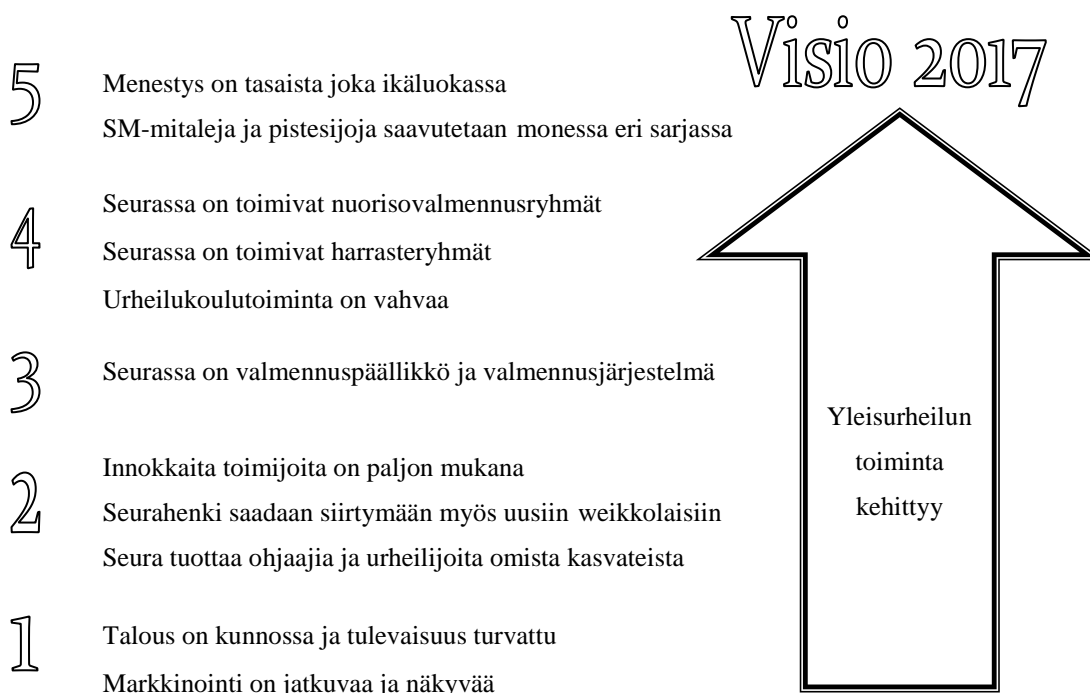 Visio 2017
5
Menestys on tasaista joka ikäluokassa
SM-mitaleja ja pistesijoja saavutetaan monessa eri sarjassa
4
Seurassa on toimivat nuorisovalmennusryhmät
Seurassa on toimivat harrasteryhmät
Urheilukoulutoiminta on vahvaa
3
Seurassa on valmennuspäällikkö ja valmennusjärjestelmä
2
Innokkaita toimijoita on paljon mukana
Seurahenki saadaan siirtymään myös uusiin weikkolaisiin
Seura tuottaa ohjaajia ja urheilijoita omista kasvateista
1
Talous on kunnossa ja tulevaisuus turvattu
Markkinointi on jatkuvaa ja näkyvää
Yleisurheilun
toiminta
kehittyy